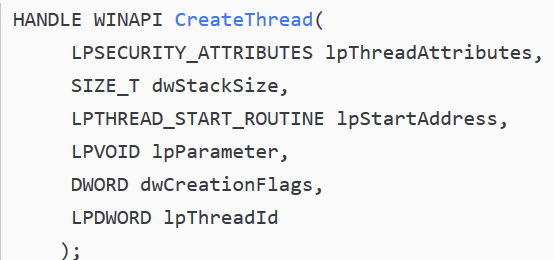 HANDLE WINAPI CreateThread(
LPSECURITY_ATTRIBUTES lpThreadAttributes,
SIZE_T dwStackSize,
LPTHREAD_START_ROUTINE lpStartAddress,
LPVOID lpParameter,
DWORD dwCreationFlags,
LPDWORD lpThreadId
);